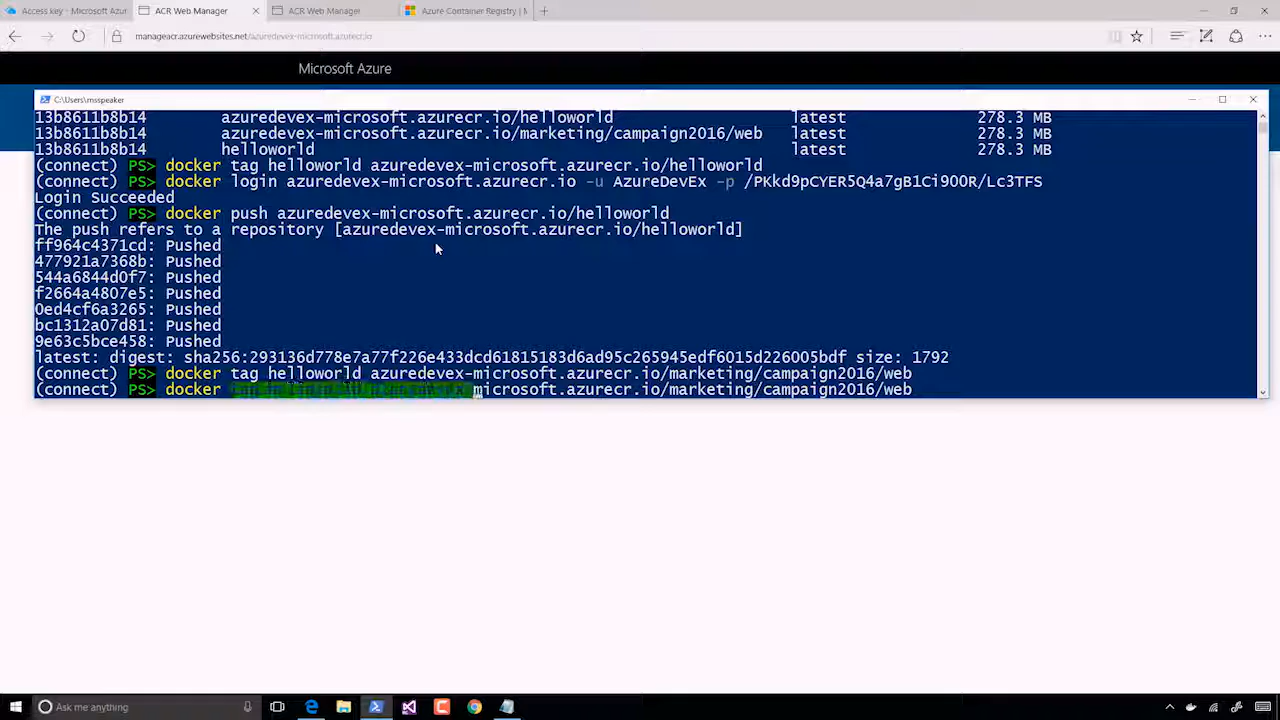 Access key - Microsoft Azur
ACR Web Manager
ACR Web Manager
Azure Container Registry | M
manageacr.azurewebsites.net/azuredevex-microsoft.azurecr.io
Microsoft Azure
C:\Users\msspeaker
13b8611b8b14 azuredevex-microsoft.azurecr.io/helloworld latest 278.3 MB
13b8611b8b14 azuredevex-microsoft.azurecr.io/marketing/campaign2016/web latest 278.3 MB
13b8611b8b14 helloworld latest 278.3 MB
(connect) PS> docker tag helloworld azuredevex-microsoft.azurecr.io/helloworld
(connect) PS> docker login azuredevex-microsoft.azurecr.io -u AzureDevEx -p /PKkd9pCYER5Q4a7gB1Ci900R/Lc3TFS
Login Succeeded
(connect) PS> docker push azuredevex-microsoft.azurecr.io/helloworld
The push refers to a repository [azuredevex-microsoft.azurecr.io/helloworld]
ff964c4371cd: Pushed
477921a7368b: Pushed
544a6844d0f7: Pushed
f2664a4807e5: Pushed
0ed4cf6a3265: Pushed
bc1312a07d81: Pushed
9e63c5bce458: Pushed
latest: digest: sha256:293136d778e7a77f226e433dcd61815183d6ad95c265945edf6015d226005bdf size: 1792
(connect) PS> docker tag helloworld azuredevex-microsoft.azurecr.io/marketing/campaign2016/web
(connect) PS> docker microsoft.azurecr.io/marketing/campaign2016/web
Ask me anything